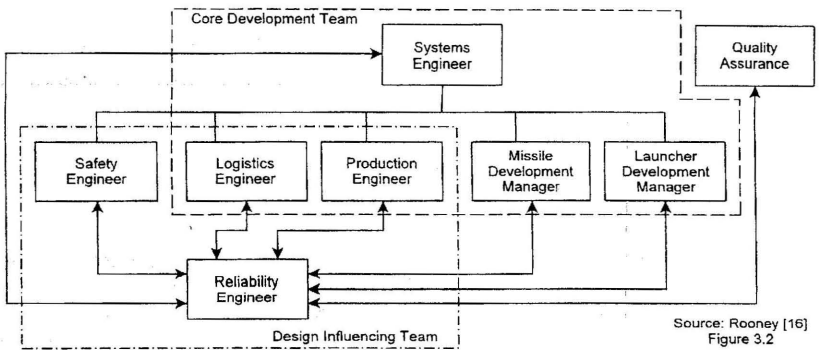 Core Development Team
Systems
Engineer
Quality
Assurance
Safety
Engineer
Logistics
Engineer
Production
Engineer
Missile
Development
Manager
Launcher
Development
Manager
Reliability
Engineer
Design Influencing Team
Source: Rooney [16]
Figure 3.2